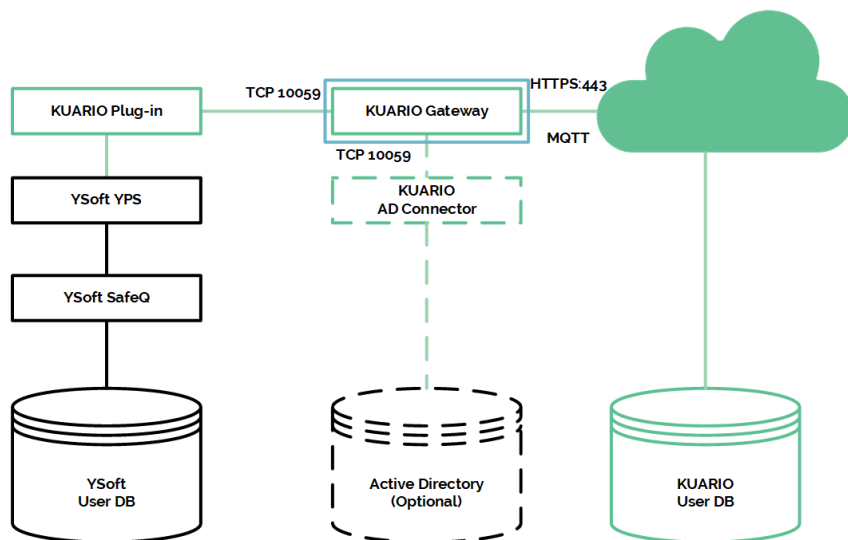 HTTPS:443
TCP 10059
KUARIO Plug-in
KUARIO Gateway
MQTT
TCP 10059
YSoft YPS
KUARIO
AD Connector
YSoft SafeQ
YSoft
User DB
Active Directory
(Optional)
KUARIO
User DB